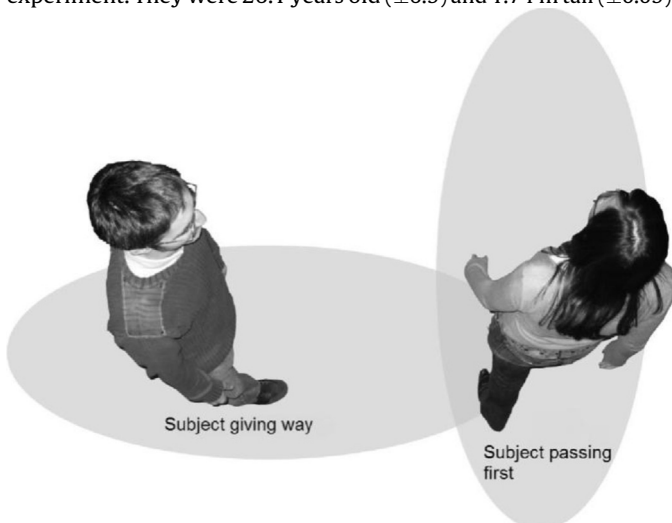 experiment. They were years old and m tall
Subject giving way
Subject passing
first